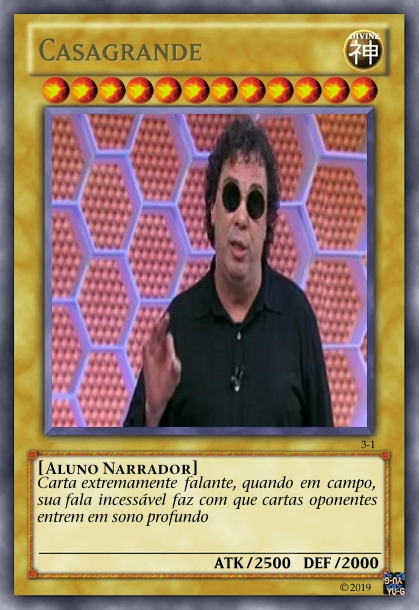 CASAGRANDE
DIVINE
神
3-1
[ALUNO NARRADOR]
Carta extremamente falante, quando em campo,
sua fala incessável faz com que cartas oponentes
entrem em sono profundo
ATK/2500 DEF/2000
©2019